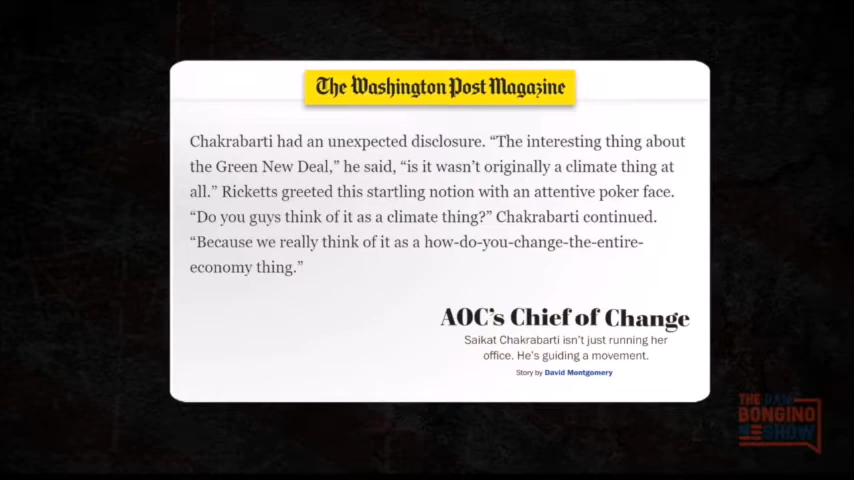 The Washington Post Magazine
Chakrabarti had an unexpected disclosure. “The interesting thing about
the Green New Deal,” he said, “is it wasn’t originally a climate thing at
all.” Ricketts greeted this startling notion with an attentive poker face.
“Do you guys think of it as a climate thing?” Chakrabarti continued.
“Because we really think of it as a how-do-you-change-the-entire-
economy thing.”
AOC’s Chief of Change
Saikat Chakrabarti isn’t just running her
office. He’s guiding a movement.
Story by David Montgomery
THE DAN
BONGINO
SHOW